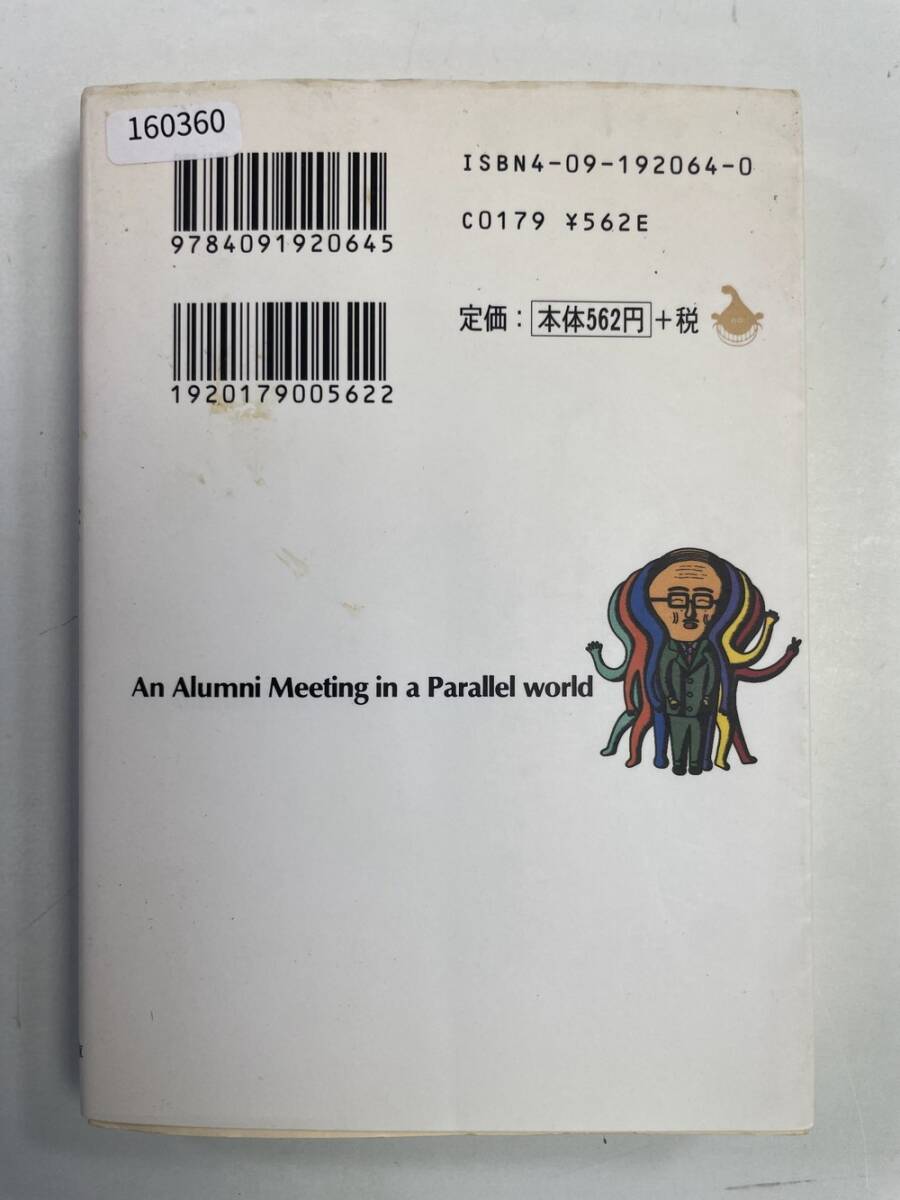 160360
ISBN4-09-192064-0
9784091920645
C0179 ¥562E
定価：本体562円＋税
1920179005622
An Alumni Meeting in a Parallel world